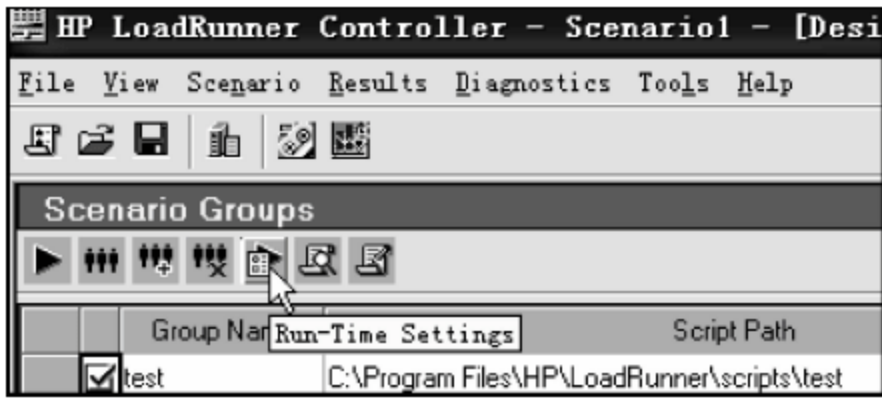 HP LoadRunner Controller - Scenario1 - [Desi
File View Scenario Results Diagnostics Tools Help
Scenario Groups
Group Nar
Run-Time Settings
Script Path
test C:\Program Files\HP\LoadRunner\scripts\test